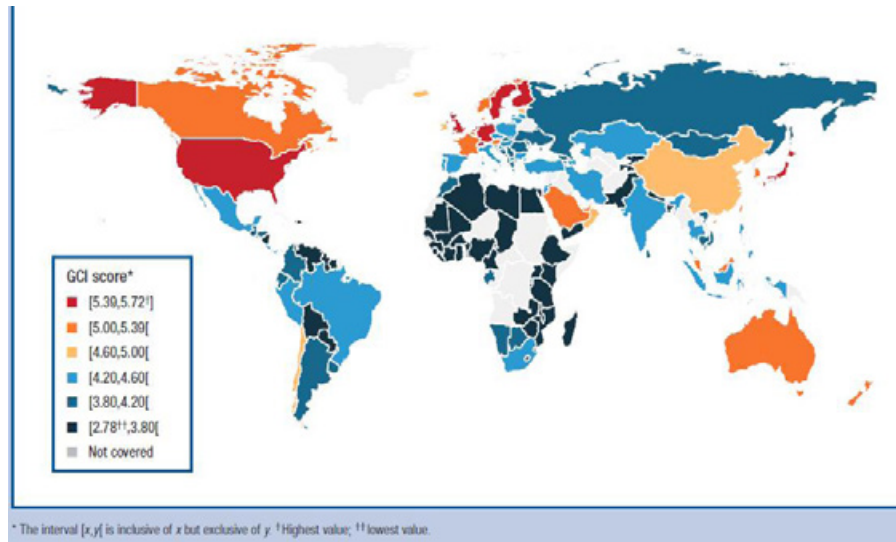 GCI score*
[5.39,5.72†]
[5.00,5.39[
[4.60,5.00[
[4.20,4.60[
[3.80,4.20[
[2.78††,3.80[
Not covered
* The interval [x,y[ is inclusive of x but exclusive of y. †Highest value; ††lowest value.